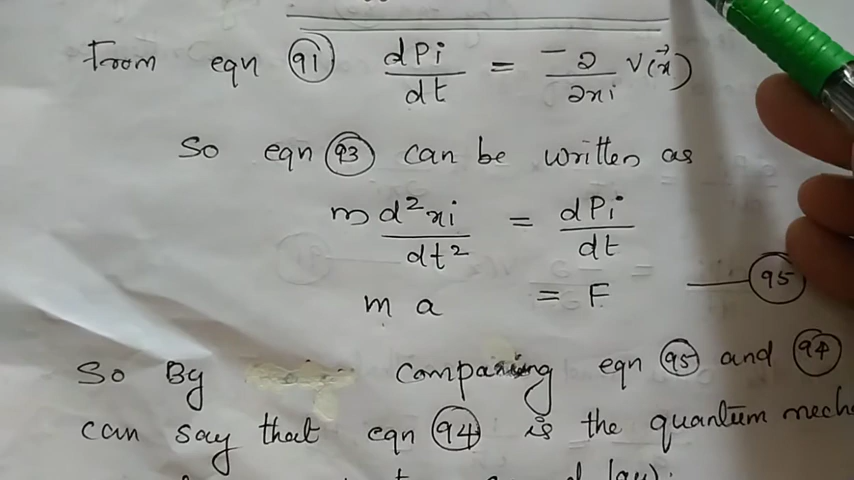 From eqn (91) dPi/dt = -∂/∂xi V(x⃗)
So eqn (93) can be written as
m d²xi/dt² = dPi/dt
m a = F —— (95)
So By comparing eqn (95) and (94)
can say that eqn (94) is the quantum mech